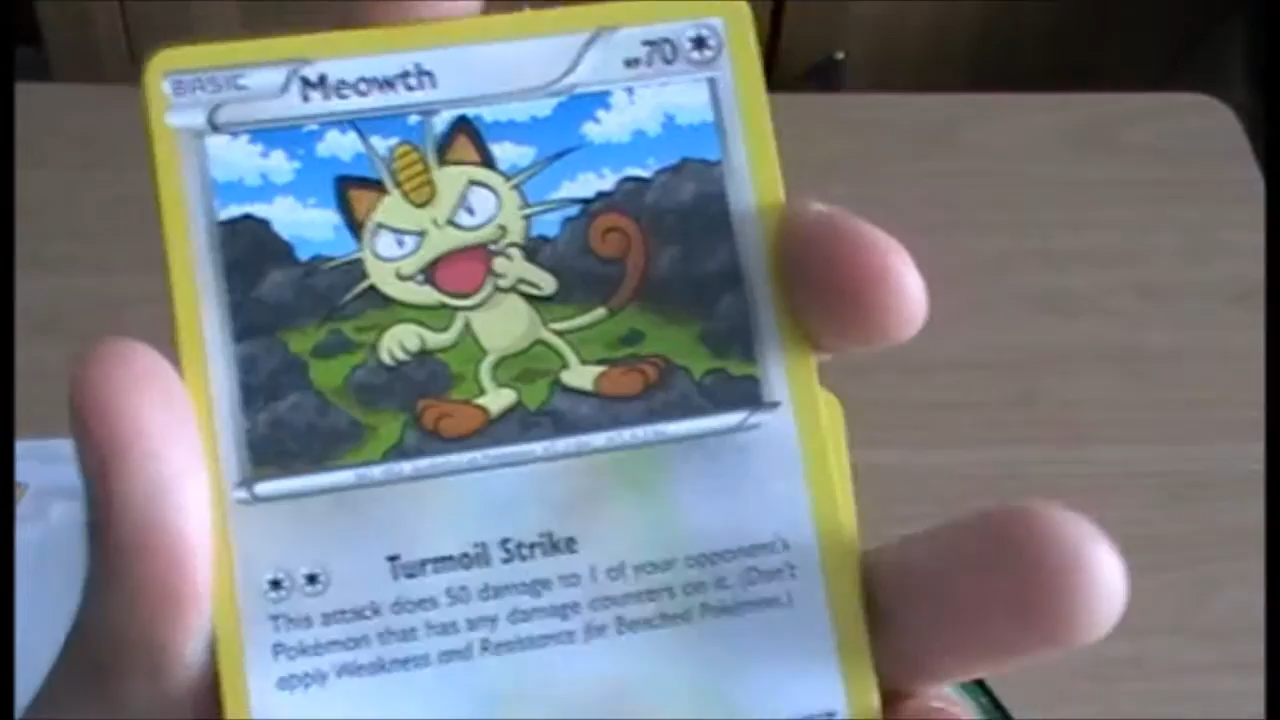 BASIC Meowth HP70
Turmoil Strike
This attack does 50 damage to 1 of your opponent's
Pokémon that has any damage counters on it. (Don't
apply Weakness and Resistance for Benched Pokémon.)